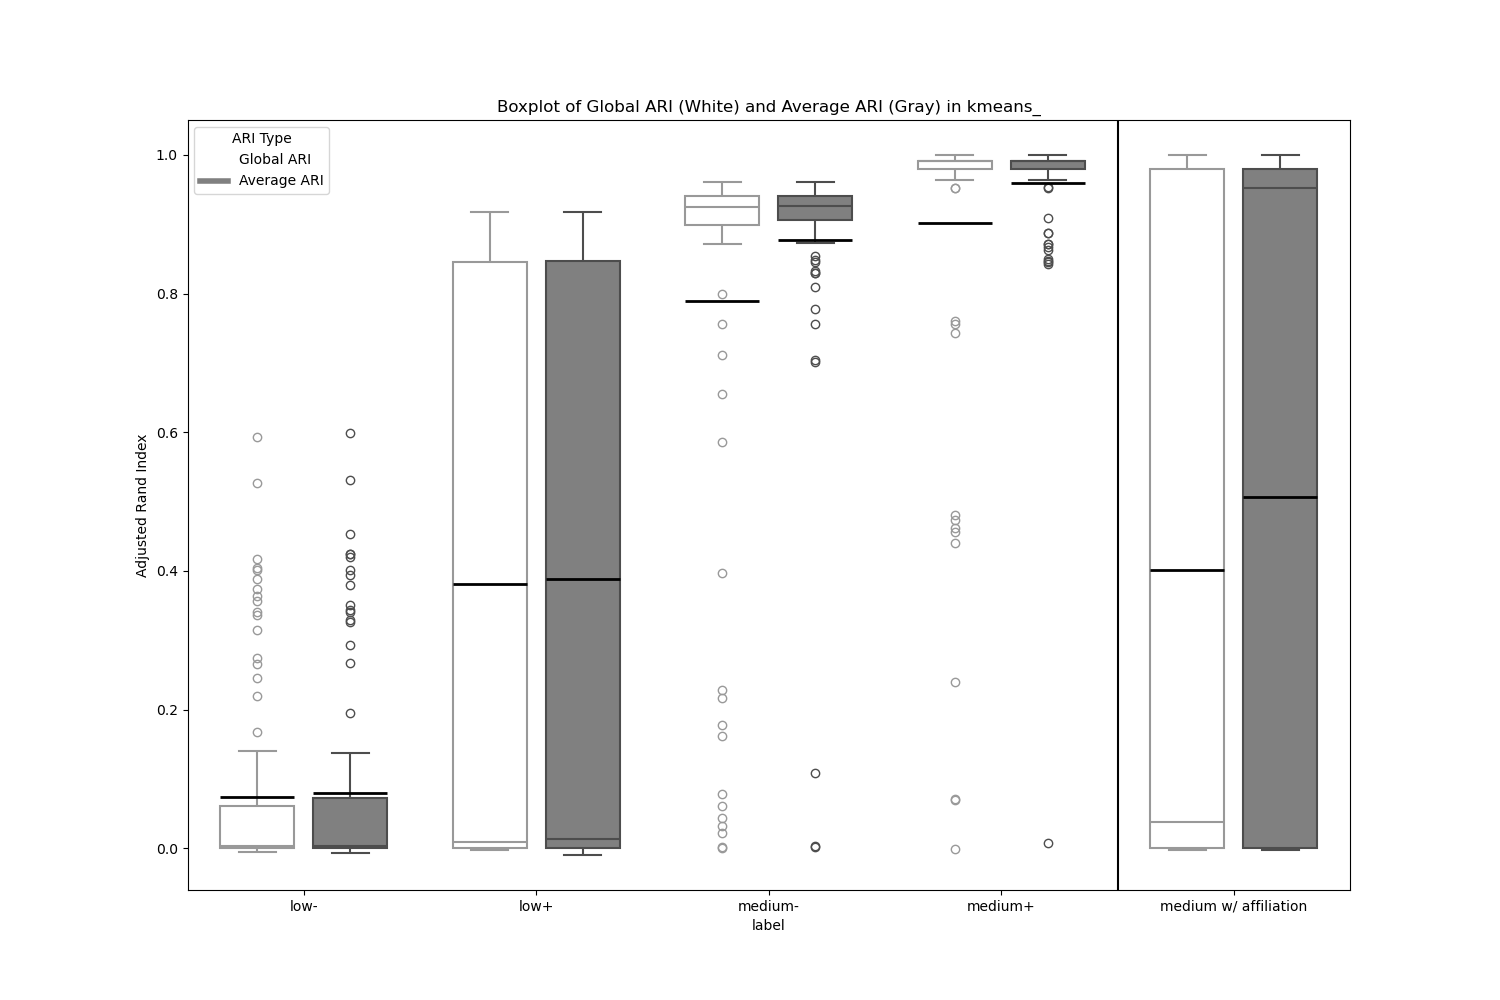 Boxplot of Global ARI (White) and Average ARI (Gray) in kmeans_
ARI Type
Global ARI
Average ARI
Adjusted Rand Index
1.0
0.8
0.6
0.4
0.2
0.0
low-
low+
medium-
medium+
medium w/ affiliation
label